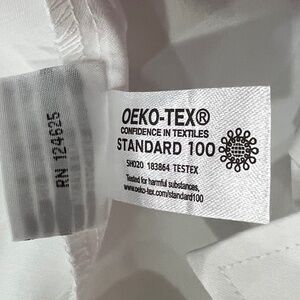 RN 124625
OEKO-TEX®
CONFIDENCE IN TEXTILES
STANDARD 100
SHO20 183864 TESTEX
Tested for harmful substances,
www.oeko-tex.com/standard100